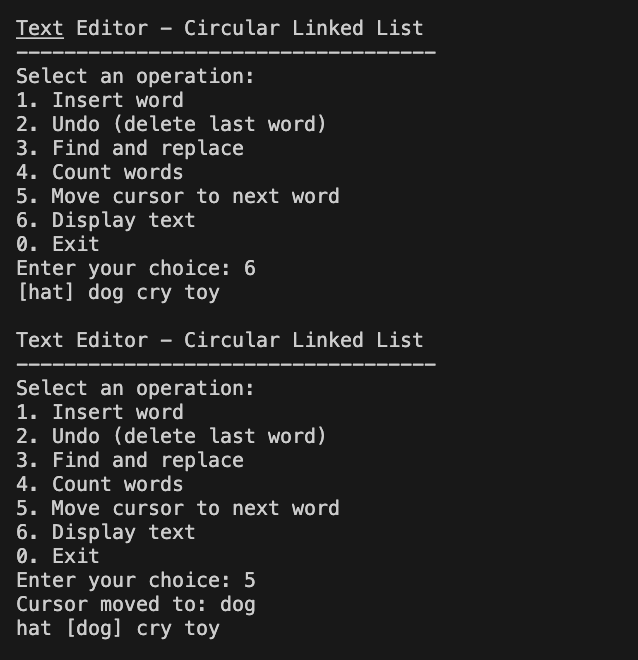 Text Editor – Circular Linked List
-----------------------------------
Select an operation:
1. Insert word
2. Undo (delete last word)
3. Find and replace
4. Count words
5. Move cursor to next word
6. Display text
0. Exit
Enter your choice: 6
[hat] dog cry toy
Text Editor – Circular Linked List
-----------------------------------
Select an operation:
1. Insert word
2. Undo (delete last word)
3. Find and replace
4. Count words
5. Move cursor to next word
6. Display text
0. Exit
Enter your choice: 5
Cursor moved to: dog
hat [dog] cry toy